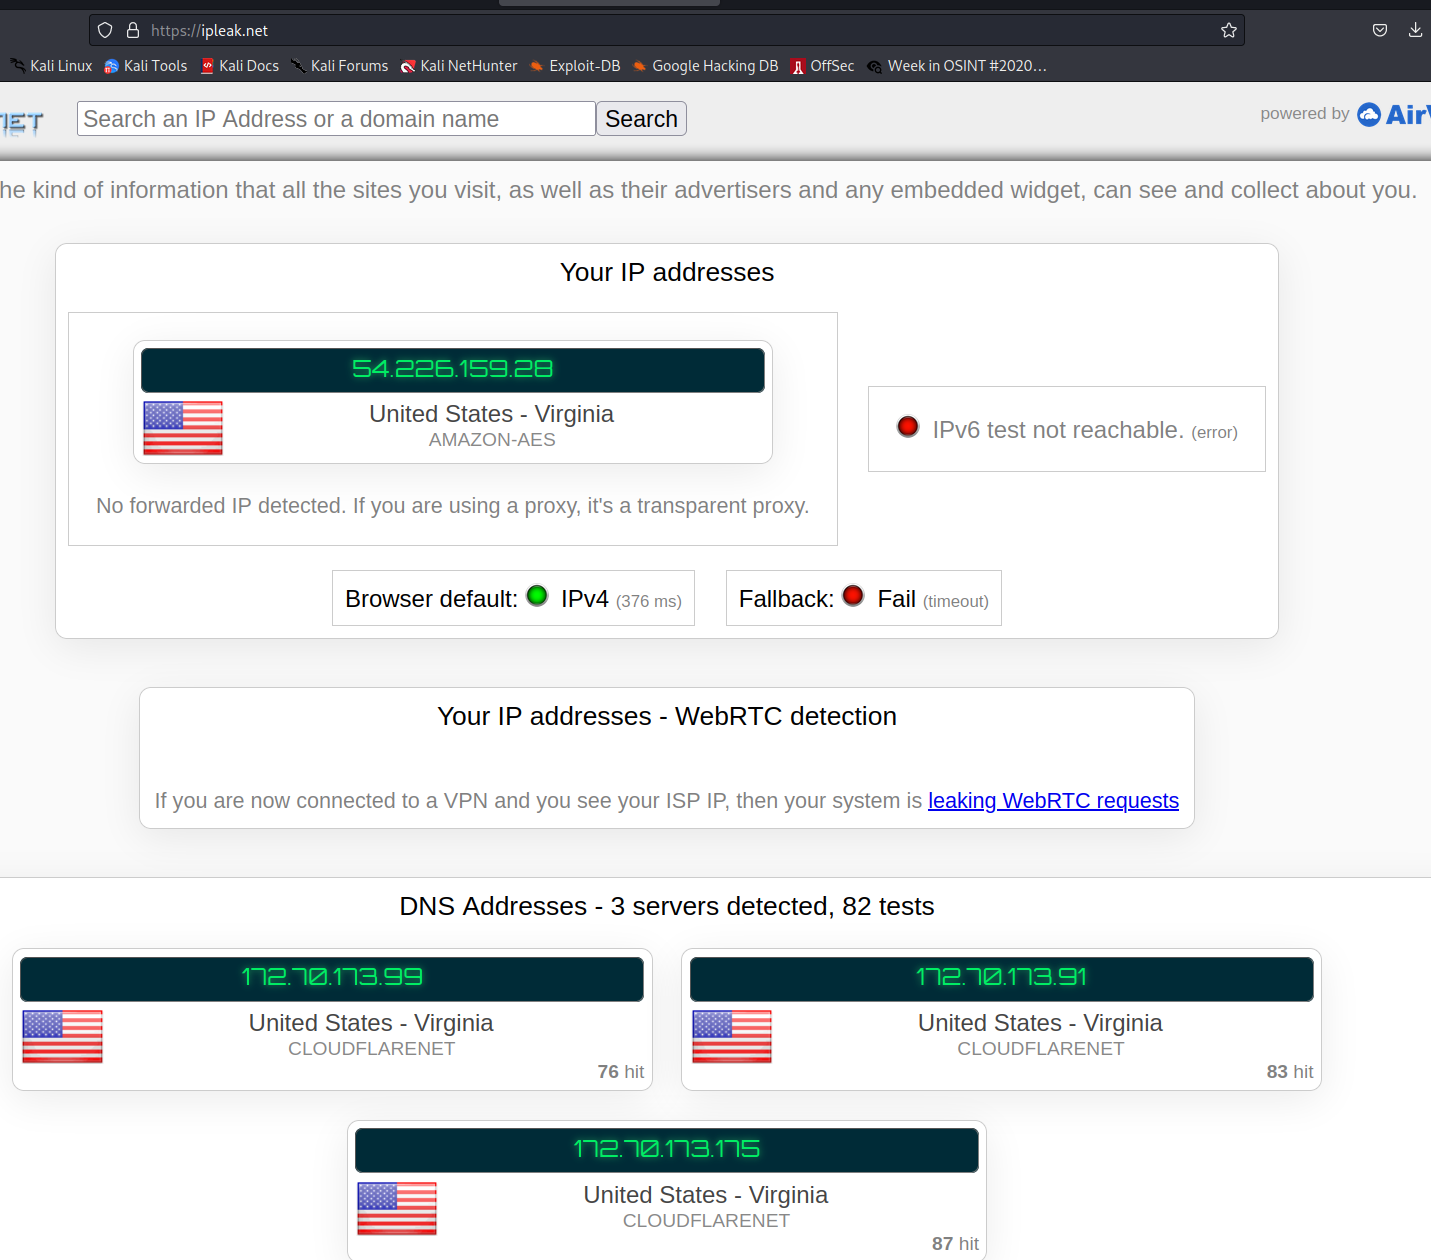 https://ipleak.net
Kali Linux Kali Tools Kali Docs Kali Forums Kali NetHunter Exploit-DB Google Hacking DB OffSec Week in OSINT #2020…
Search an IP Address or a domain name Search powered by Air
he kind of information that all the sites you visit, as well as their advertisers and any embedded widget, can see and collect about you.
Your IP addresses
54.226.159.28
United States - Virginia
AMAZON-AES
No forwarded IP detected. If you are using a proxy, it's a transparent proxy.
IPv6 test not reachable. (error)
Browser default: IPv4 (376 ms) Fallback: Fail (timeout)
Your IP addresses - WebRTC detection
If you are now connected to a VPN and you see your ISP IP, then your system is leaking WebRTC requests
DNS Addresses - 3 servers detected, 82 tests
172.70.173.99
United States - Virginia
CLOUDFLARENET
76 hit
172.70.173.91
United States - Virginia
CLOUDFLARENET
83 hit
172.70.173.175
United States - Virginia
CLOUDFLARENET
87 hit